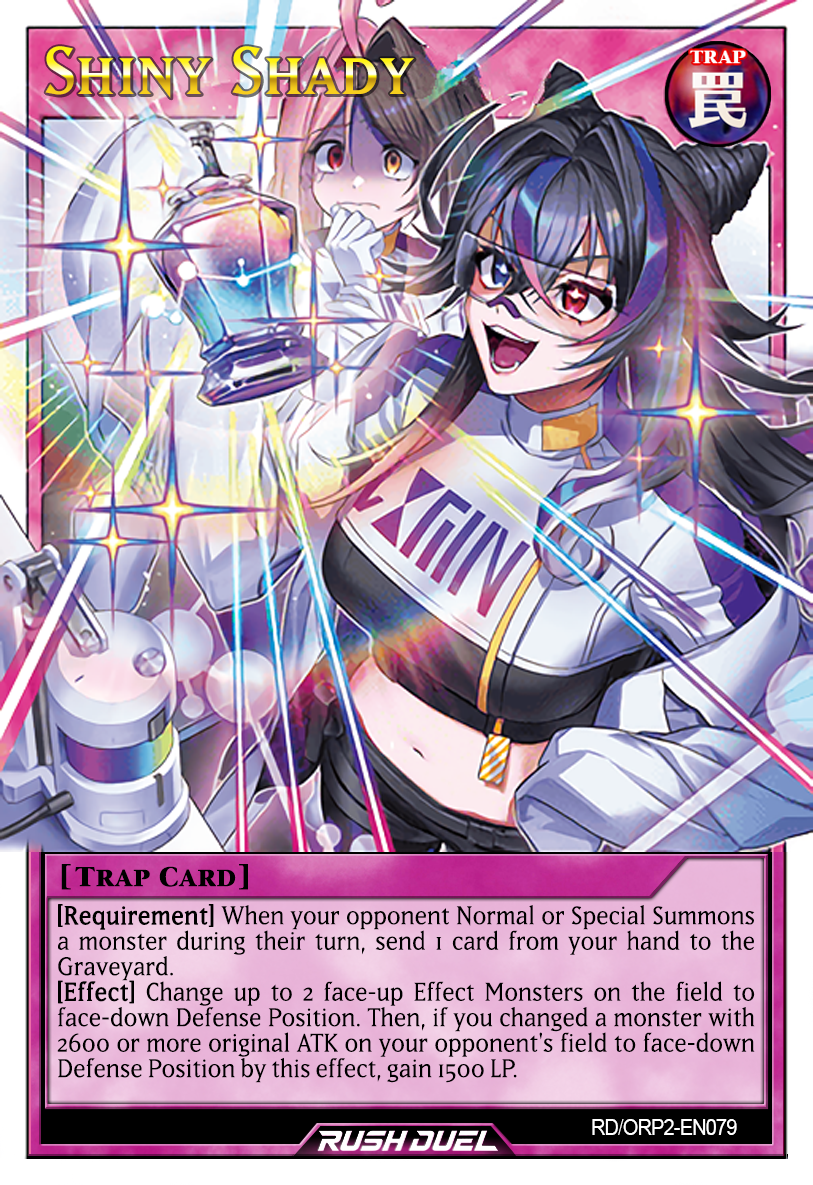 Shiny Shady
TRAP
罠
[Trap Card]
[Requirement] When your opponent Normal or Special Summons
a monster during their turn, send 1 card from your hand to the
Graveyard.
[Effect] Change up to 2 face-up Effect Monsters on the field to
face-down Defense Position. Then, if you changed a monster with
2600 or more original ATK on your opponent's field to face-down
Defense Position by this effect, gain 1500 LP.
RD/ORP2-EN079
RUSH DUEL